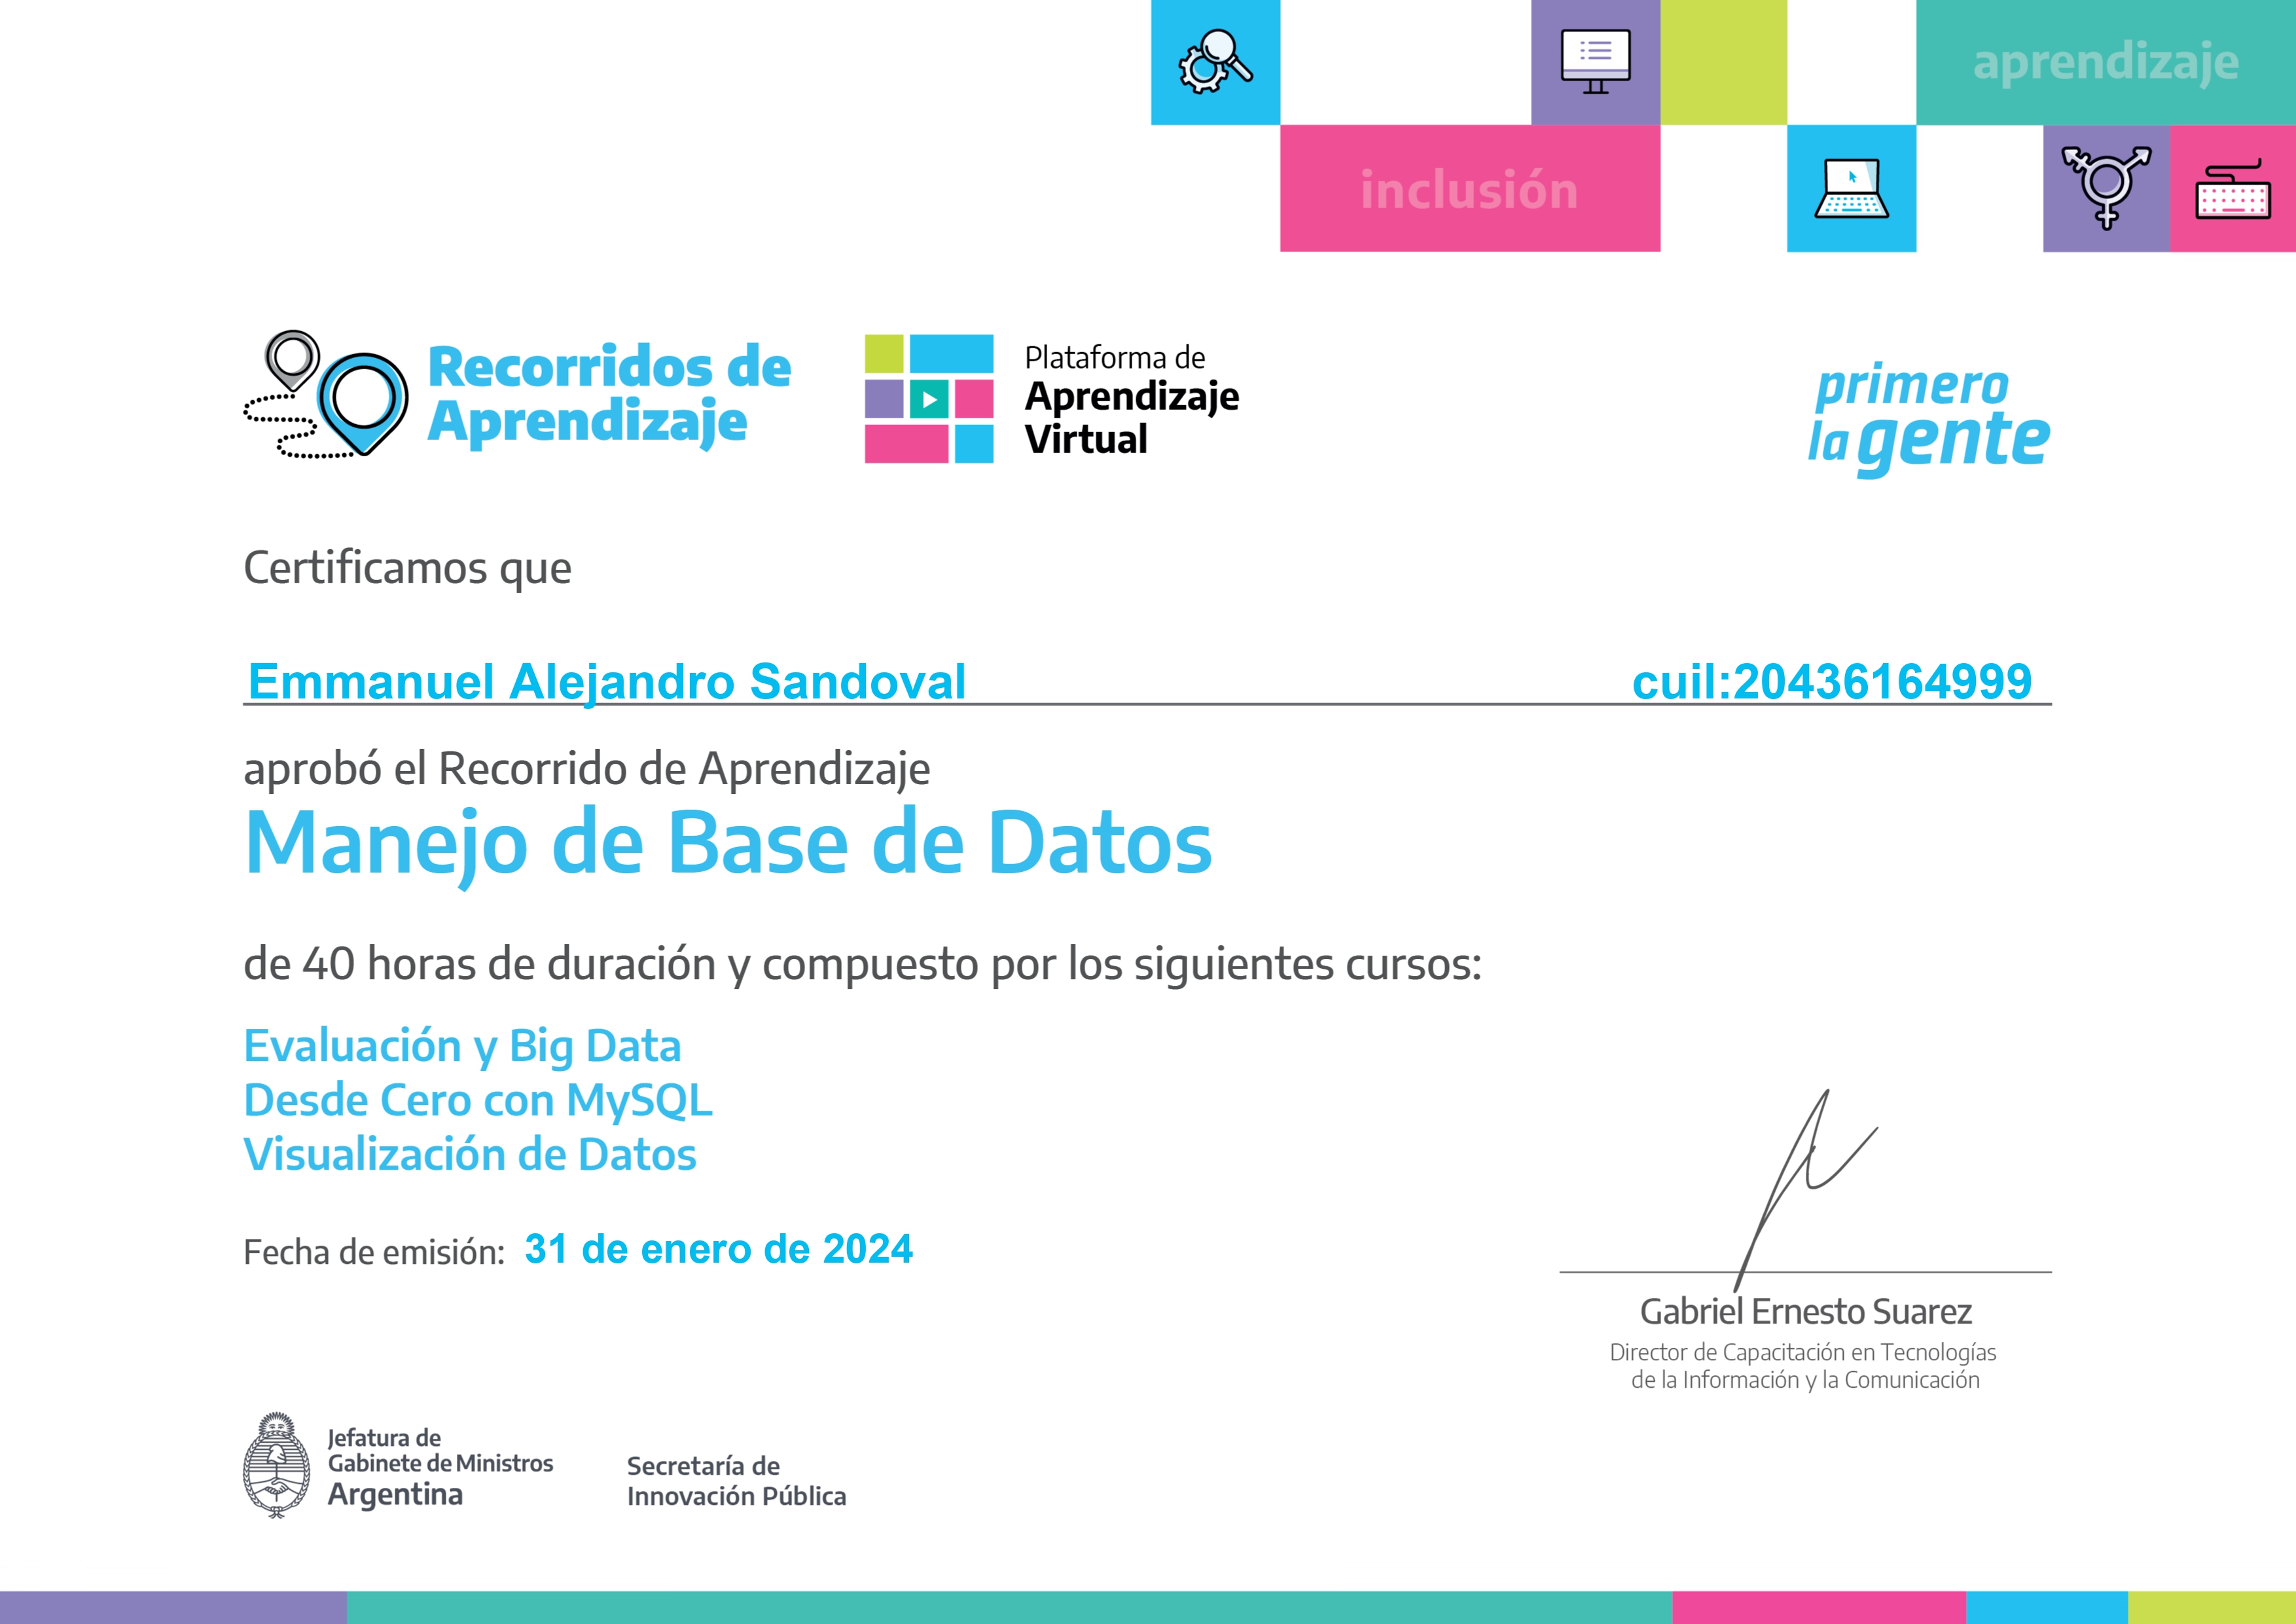 aprendizaje
inclusión
Recorridos de
Aprendizaje
Plataforma de
Aprendizaje
Virtual
primero
la gente
Certificamos que
Emmanuel Alejandro Sandoval cuil:20436164999
aprobó el Recorrido de Aprendizaje
Manejo de Base de Datos
de 40 horas de duración y compuesto por los siguientes cursos:
Evaluación y Big Data
Desde Cero con MySQL
Visualización de Datos
Fecha de emisión: 31 de enero de 2024
Gabriel Ernesto Suarez
Director de Capacitación en Tecnologías
de la Información y la Comunicación
Jefatura de
Gabinete de Ministros
Argentina
Secretaría de
Innovación Pública